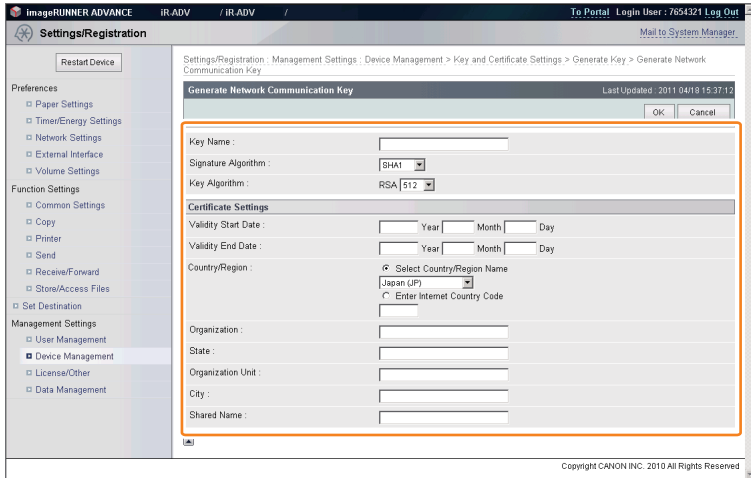 imageRUNNER ADVANCE iR-ADV / iR-ADV / To Portal Login User : 7654321 Log Out
Settings/Registration Mail to System Manager
Restart Device
Preferences
Paper Settings
Timer/Energy Settings
Network Settings
External Interface
Volume Settings
Function Settings
Common Settings
Copy
Printer
Send
Receive/Forward
Store/Access Files
Set Destination
Management Settings
User Management
Device Management
License/Other
Data Management
Settings/Registration : Management Settings : Device Management > Key and Certificate Settings > Generate Key > Generate Network
Communication Key
Generate Network Communication Key Last Updated : 2011 04/18 15:37:12
OK Cancel
Key Name :
Signature Algorithm : SHA1
Key Algorithm : RSA 512
Certificate Settings
Validity Start Date : Year Month Day
Validity End Date : Year Month Day
Country/Region : Select Country/Region Name
Japan (JP)
Enter Internet Country Code
Organization :
State :
Organization Unit :
City :
Shared Name :
Copyright CANON INC. 2010 All Rights Reserved